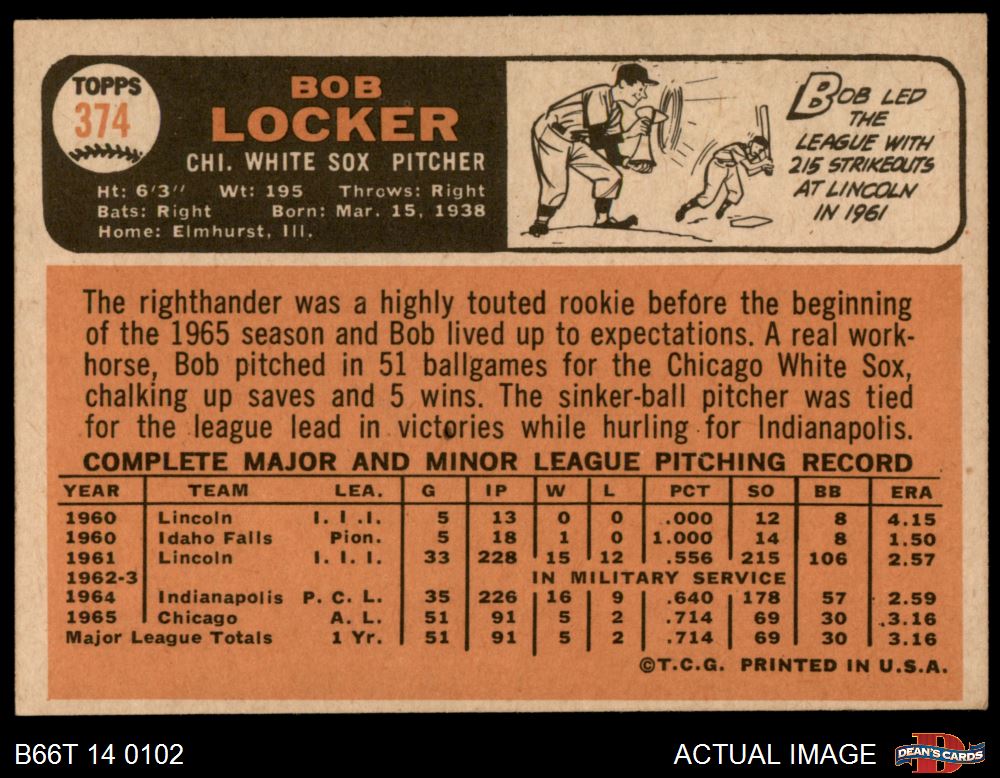 TOPPS
374
BOB
LOCKER
CHI. WHITE SOX PITCHER
Ht: 6'3" Wt: 195 Throws: Right
Bats: Right Born: Mar. 15, 1938
Home: Elmhurst, Ill.
BOB LED
THE
LEAGUE WITH
215 STRIKEOUTS
AT LINCOLN
IN 1961
The righthander was a highly touted rookie before the beginning
of the 1965 season and Bob lived up to expectations. A real work-
horse, Bob pitched in 51 ballgames for the Chicago White Sox,
chalking up saves and 5 wins. The sinker-ball pitcher was tied
for the league lead in victories while hurling for Indianapolis.
COMPLETE MAJOR AND MINOR LEAGUE PITCHING RECORD
YEAR TEAM LEA. G IP W L PCT SO BB ERA
1960 Lincoln I. I .I. 5 13 0 0 .000 12 8 4.15
1960 Idaho Falls Pion. 5 18 1 0 1.000 14 8 1.50
1961 Lincoln I. I. I. 33 228 15 12 .556 215 106 2.57
1962-3 IN MILITARY SERVICE
1964 Indianapolis P. C. L. 35 226 16 9 .640 178 57 2.59
1965 Chicago A. L. 51 91 5 2 .714 69 30 3.16
Major League Totals 1 Yr. 51 91 5 2 .714 69 30 3.16
©T.C.G. PRINTED IN U.S.A.
B66T 14 0102
ACTUAL IMAGE
D
DEAN'S CARDS